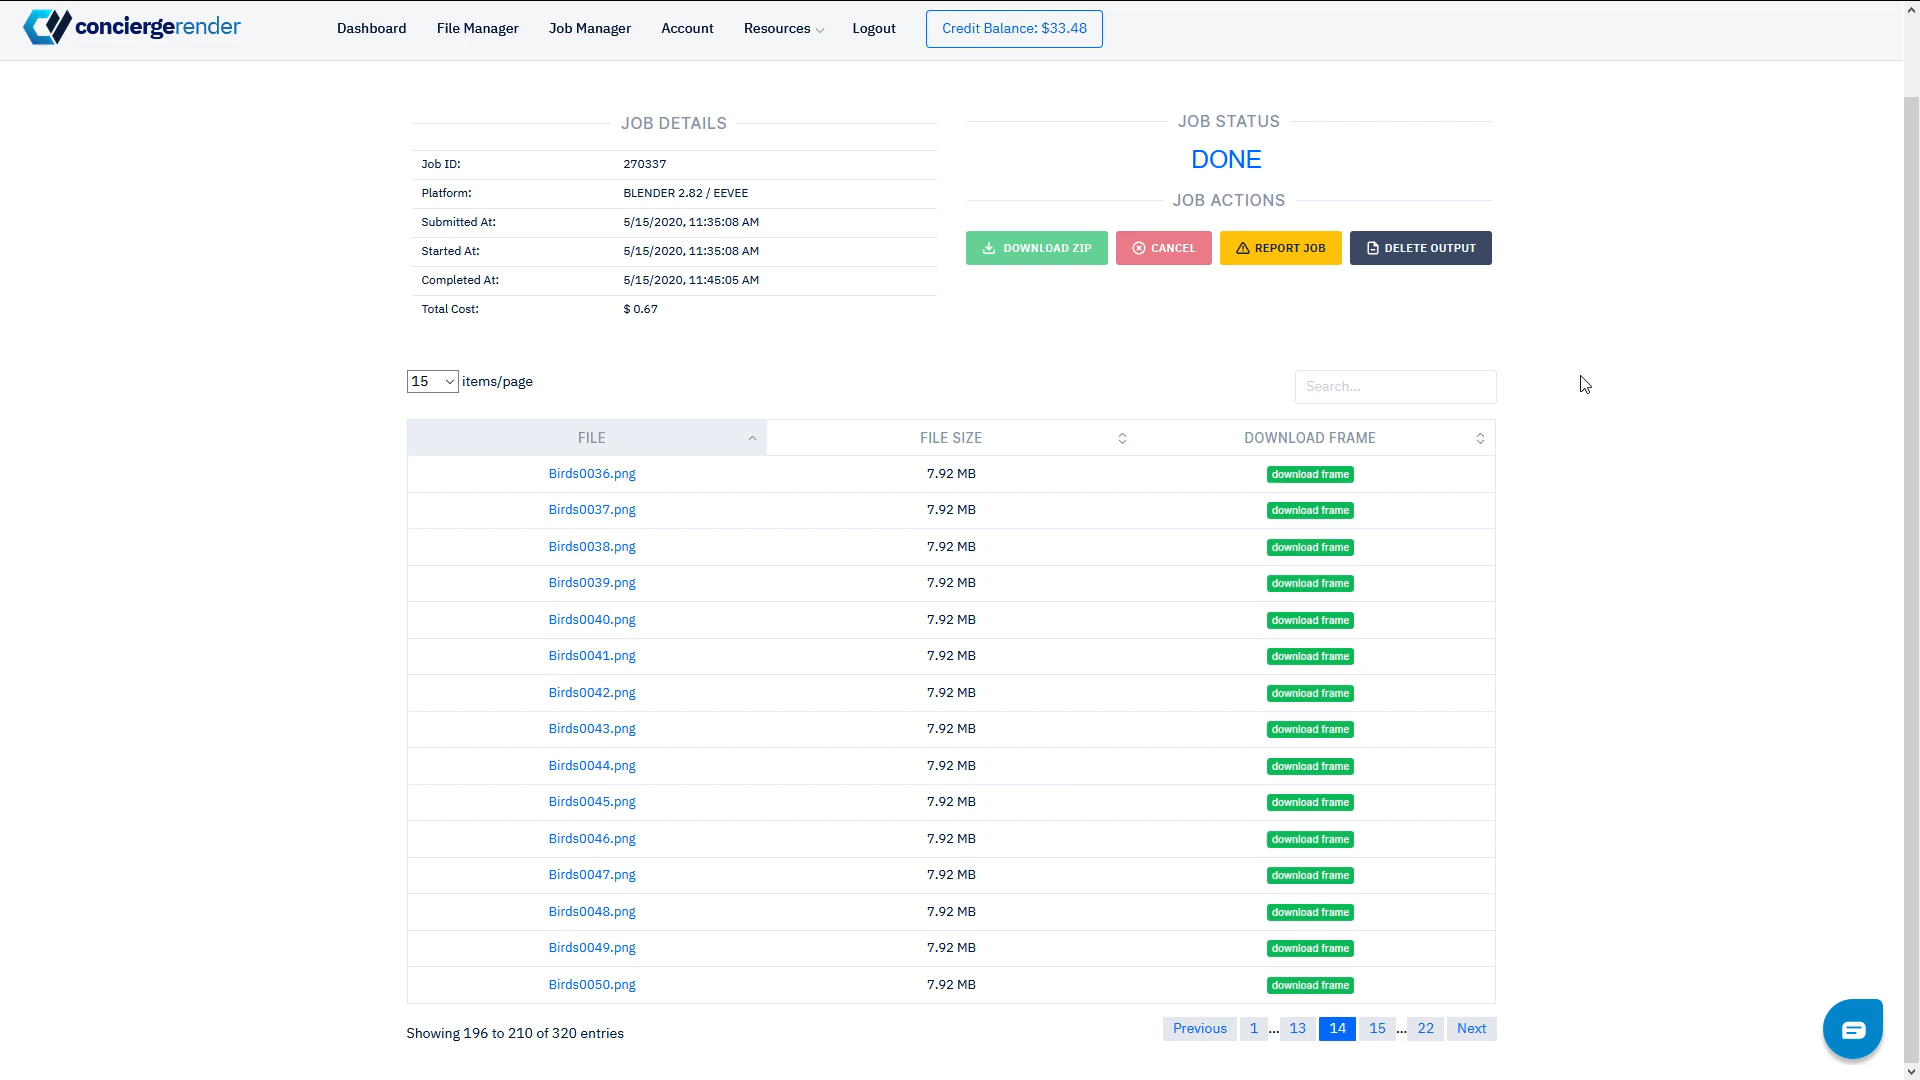 conciergerender
Dashboard File Manager Job Manager Account Resources Logout Credit Balance: $33.48
JOB DETAILS
Job ID: 270337
Platform: BLENDER 2.82 / EEVEE
Submitted At: 5/15/2020, 11:35:08 AM
Started At: 5/15/2020, 11:35:08 AM
Completed At: 5/15/2020, 11:45:05 AM
Total Cost: $ 0.67
JOB STATUS
DONE
JOB ACTIONS
DOWNLOAD ZIP CANCEL REPORT JOB DELETE OUTPUT
15 items/page
Search...
FILE FILE SIZE DOWNLOAD FRAME
Birds0036.png 7.92 MB download frame
Birds0037.png 7.92 MB download frame
Birds0038.png 7.92 MB download frame
Birds0039.png 7.92 MB download frame
Birds0040.png 7.92 MB download frame
Birds0041.png 7.92 MB download frame
Birds0042.png 7.92 MB download frame
Birds0043.png 7.92 MB download frame
Birds0044.png 7.92 MB download frame
Birds0045.png 7.92 MB download frame
Birds0046.png 7.92 MB download frame
Birds0047.png 7.92 MB download frame
Birds0048.png 7.92 MB download frame
Birds0049.png 7.92 MB download frame
Birds0050.png 7.92 MB download frame
Showing 196 to 210 of 320 entries
Previous 1 ... 13 14 15 ... 22 Next